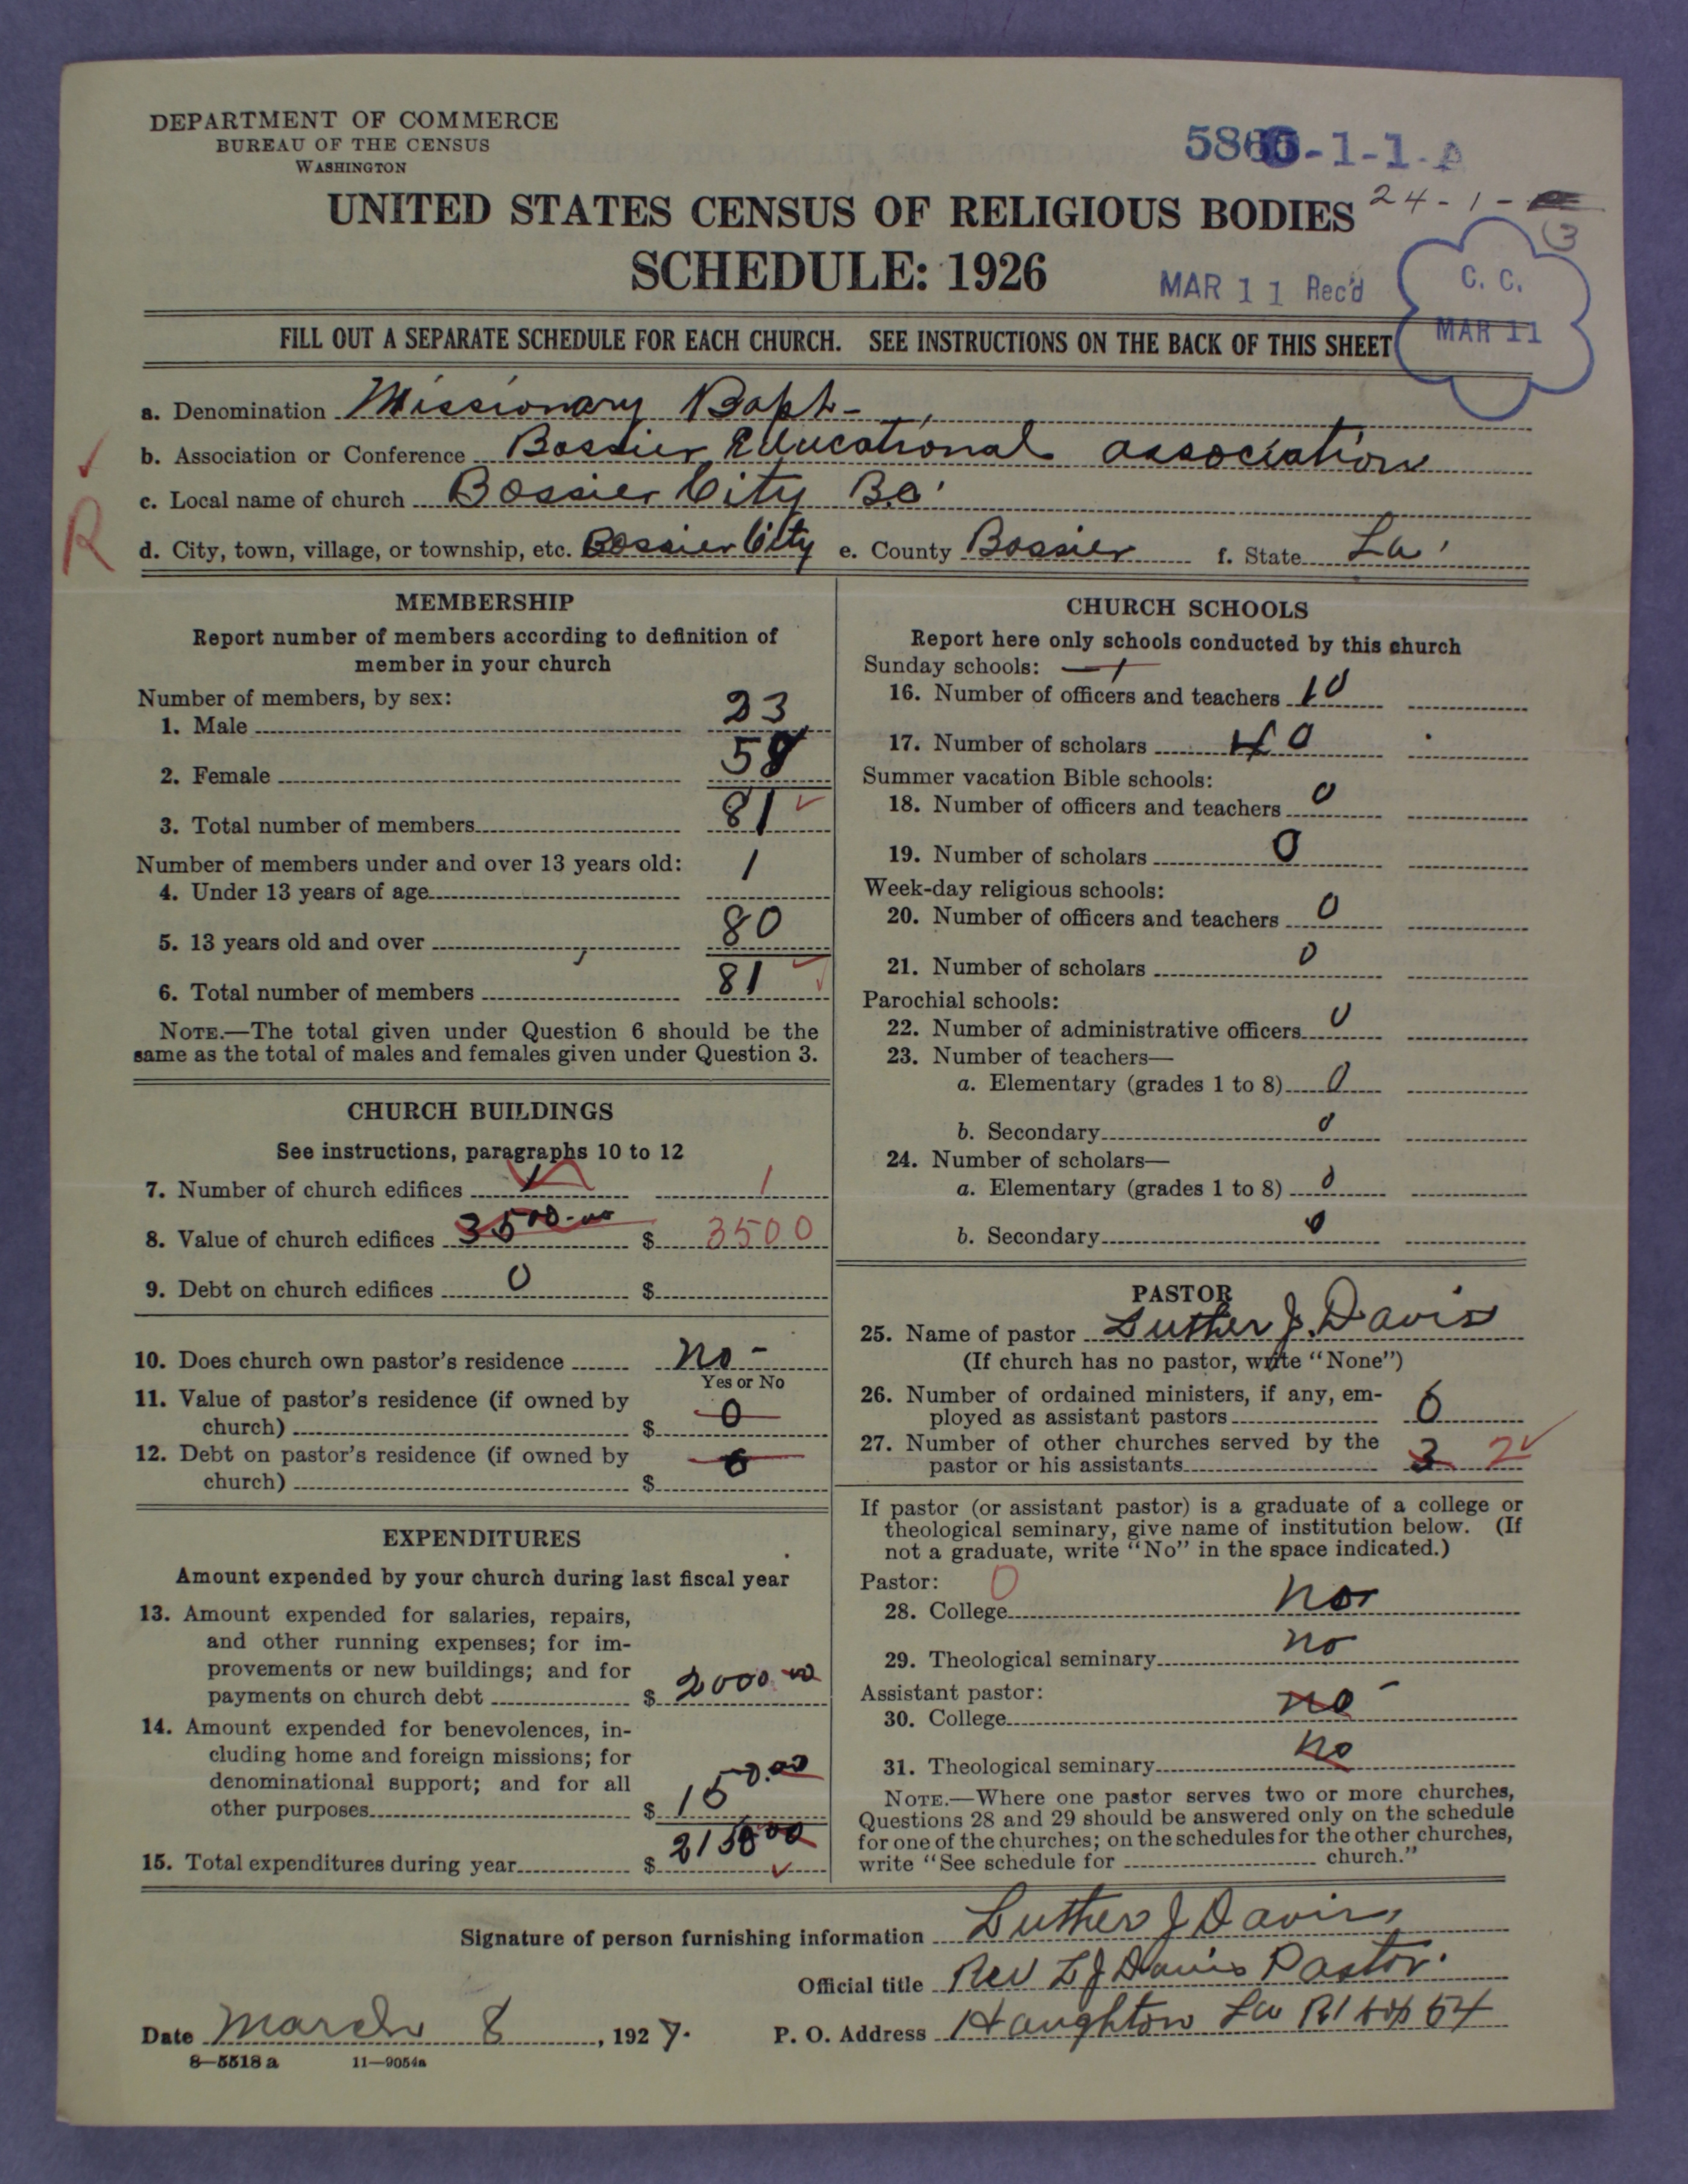 DEPARTMENT OF COMMERCE
BUREAU OF THE CENSUS
WASHINGTON
-1-1-A
UNITED STATES CENSUS OF RELIGIOUS BODIES
24-1-
3
SCHEDULE: 1926
MAR 11 Rec'd
C. C.
MAR 11
FILL OUT A SEPARATE SCHEDULE FOR EACH CHURCH. SEE INSTRUCTIONS ON THE BACK OF THIS SHEET
a. Denomination Missionary Bapt-
b. Association or Conference Bossier Educational association
c. Local name of church Bossier City
R
d. City, town, village, or township, etc. Bossier City e. County Bossier f. State La
MEMBERSHIP
Report number of members according to definition of
member in your church
Number of members, by sex:
1. Male 23
2. Female 58
3. Total number of members 81
Number of members under and over 13 years old:
4. Under 13 years of age 1
5. 13 years old and over 80
6. Total number of members 81
NOTE.—The total given under Question 6 should be the
same as the total of males and females given under Question 3.
CHURCH BUILDINGS
See instructions, paragraphs 10 to 12
7. Number of church edifices 1 1
8. Value of church edifices 3500.00 $ 3500
9. Debt on church edifices 0 $
10. Does church own pastor's residence no-
Yes or No
11. Value of pastor's residence (if owned by
church) $ 0
12. Debt on pastor's residence (if owned by
church) $ 0
EXPENDITURES
Amount expended by your church during last fiscal year
13. Amount expended for salaries, repairs,
and other running expenses; for im-
provements or new buildings; and for
payments on church debt $ 2000.00
14. Amount expended for benevolences, in-
cluding home and foreign missions; for
denominational support; and for all
other purposes $ 150.00
15. Total expenditures during year $ 215000
CHURCH SCHOOLS
Report here only schools conducted by this church
Sunday schools: 1
16. Number of officers and teachers 10
17. Number of scholars 40
Summer vacation Bible schools:
18. Number of officers and teachers 0
19. Number of scholars 0
Week-day religious schools:
20. Number of officers and teachers 0
21. Number of scholars 0
Parochial schools:
22. Number of administrative officers 0
23. Number of teachers—
a. Elementary (grades 1 to 8) 0
b. Secondary 0
24. Number of scholars—
a. Elementary (grades 1 to 8) 0
b. Secondary 0
PASTOR
25. Name of pastor Luther J. Davis
(If church has no pastor, write "None")
26. Number of ordained ministers, if any, em-
ployed as assistant pastors 0
27. Number of other churches served by the
pastor or his assistants 3 2
If pastor (or assistant pastor) is a graduate of a college or
theological seminary, give name of institution below. (If
not a graduate, write "No" in the space indicated.)
Pastor: 0
28. College no
29. Theological seminary no
Assistant pastor:
30. College no-
31. Theological seminary no
NOTE.—Where one pastor serves two or more churches,
Questions 28 and 29 should be answered only on the schedule
for one of the churches; on the schedules for the other churches,
write "See schedule for church."
Signature of person furnishing information Luther J Davis
Official title Rev L J Davis Pastor
Date March 8, 1927. P. O. Address Haughton La R1 box 54
8—5518 a 11—9054a